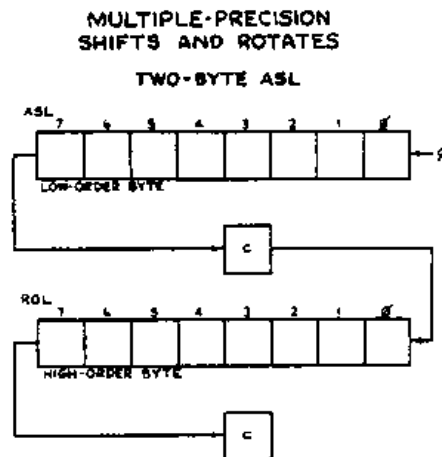 MULTIPLE-PRECISION
SHIFTS AND ROTATES
TWO-BYTE ASL
ASL
7 6 5 4 3 2 1 Ø
Ø
LOW-ORDER BYTE
C
ROL
7 6 5 4 3 2 1 Ø
HIGH-ORDER BYTE
C